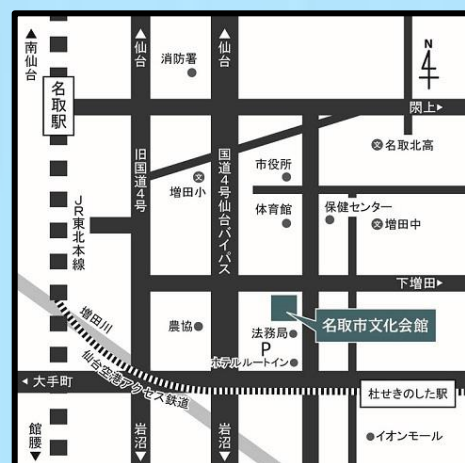 ▲南仙台
▲仙台
▲仙台
N
消防署
名取駅
閖上▶
文名取北高
旧国道4号
国道4号仙台バイパス
文
増田小
市役所
体育館
保健センター
文増田中
JR東北本線
下増田▶
増田川
農協
法務局
P
ホテルルートイン
名取市文化会館
◀大手町
仙台空港アクセス鉄道
杜せきのした駅
館腰▼
岩沼▼
岩沼▼
イオンモール